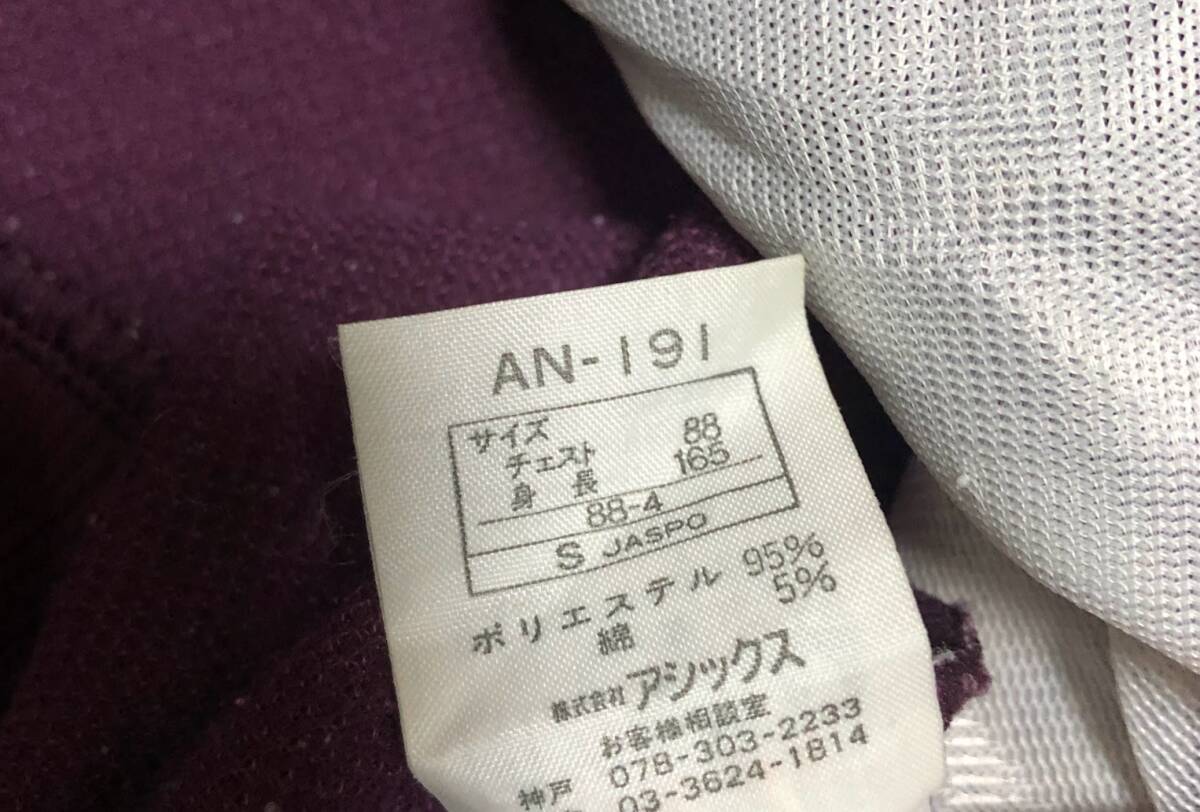 AN-191
サイズ
チェスト 88
身長 165
88-4
S JASPO
ポリエステル 95%
綿 5%
株式会社アシックス
お客様相談室
神戸 078-303-2233
03-3624-1814